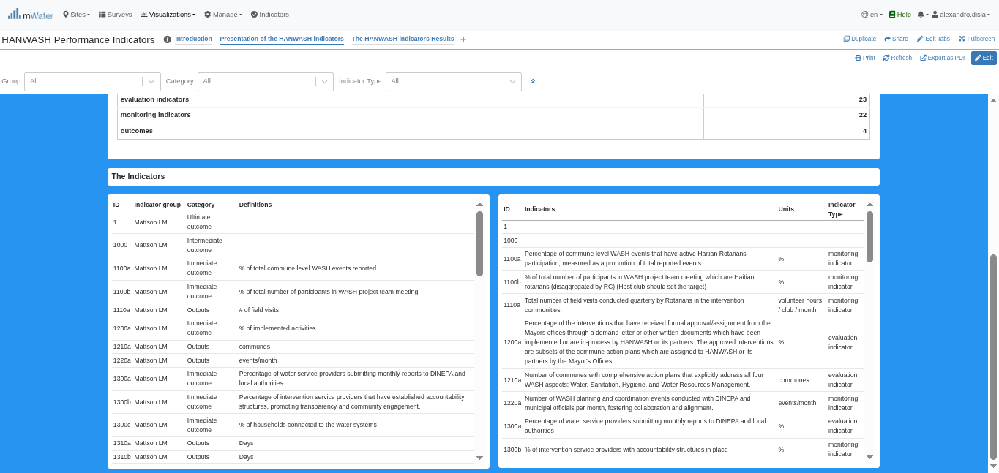 mWater Sites Surveys Visualizations Manage Indicators en Help alexandro.disla
HANWASH Performance Indicators Introduction Presentation of the HANWASH indicators The HANWASH indicators Results Duplicate Share Edit Tabs Fullscreen
Print Refresh Export as PDF Edit
Group: All Category: All Indicator Type: All
evaluation indicators 23
monitoring indicators 22
outcomes 4
The Indicators
ID Indicator group Category Definitions
1 Mattson LM Ultimate
outcome
1000 Mattson LM Intermediate
outcome
1100a Mattson LM Immediate
outcome % of total commune level WASH events reported
1100b Mattson LM Immediate
outcome % of total number of participants in WASH project team meeting
1110a Mattson LM Outputs # of field visits
1200a Mattson LM Immediate
outcome % of implemented activities
1210a Mattson LM Outputs communes
1220a Mattson LM Outputs events/month
1300a Mattson LM Immediate
outcome Percentage of water service providers submitting monthly reports to DINEPA and
local authorities
1300b Mattson LM Immediate
outcome Percentage of intervention service providers that have established accountability
structures, promoting transparency and community engagement.
1300c Mattson LM Immediate
outcome % of households connected to the water systems
1310a Mattson LM Outputs Days
1310b Mattson LM Outputs Days
ID Indicators Units Indicator
Type
1
1000
1100a Percentage of commune-level WASH events that have active Haitian Rotarians
participation, measured as a proportion of total reported events. % monitoring
indicator
1100b % of total number of participants in WASH project team meeting which are Haitian
rotarians (disaggregated by RC) (Host club should set the target) % monitoring
indicator
1110a Total number of field visits conducted quarterly by Rotarians in the intervention
communities. volunteer hours
/ club / month monitoring
indicator
1200a Percentage of the interventions that have received formal approval/assignment from the
Mayors offices through a demand letter or other written documents which have been
implemented or are in-process by HANWASH or its partners. The approved interventions
are subsets of the commune action plans which are assigned to HANWASH or its
partners by the Mayor's Offices. % evaluation
indicator
1210a Number of communes with comprehensive action plans that explicitly address all four
WASH aspects: Water, Sanitation, Hygiene, and Water Resources Management. communes evaluation
indicator
1220a Number of WASH planning and coordination events conducted with DINEPA and
municipal officials per month, fostering collaboration and alignment. events/month monitoring
indicator
1300a Percentage of water service providers submitting monthly reports to DINEPA and local
authorities % evaluation
indicator
1300b % of intervention service providers with accountability structures in place % monitoring
indicator